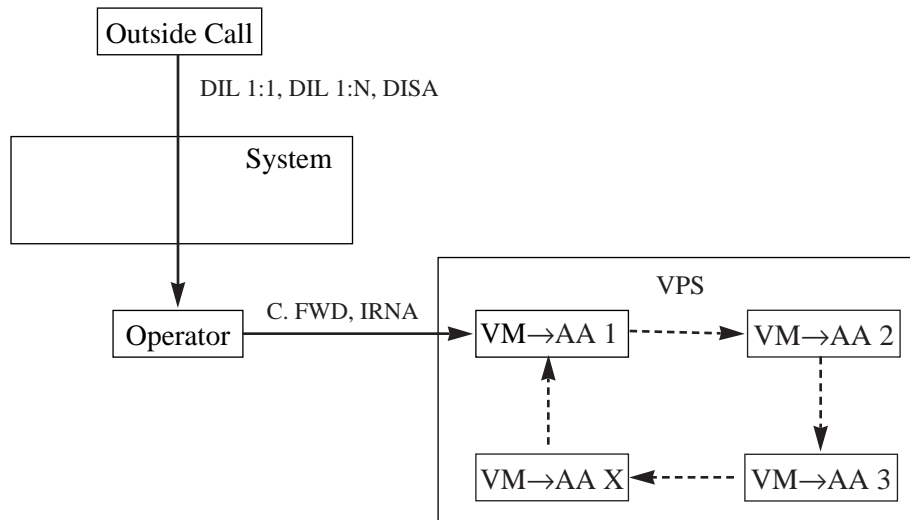 Outside Call
DIL 1:1, DIL 1:N, DISA
System
VPS
C. FWD, IRNA
Operator
VM→AA 1
VM→AA 2
VM→AA X
VM→AA 3